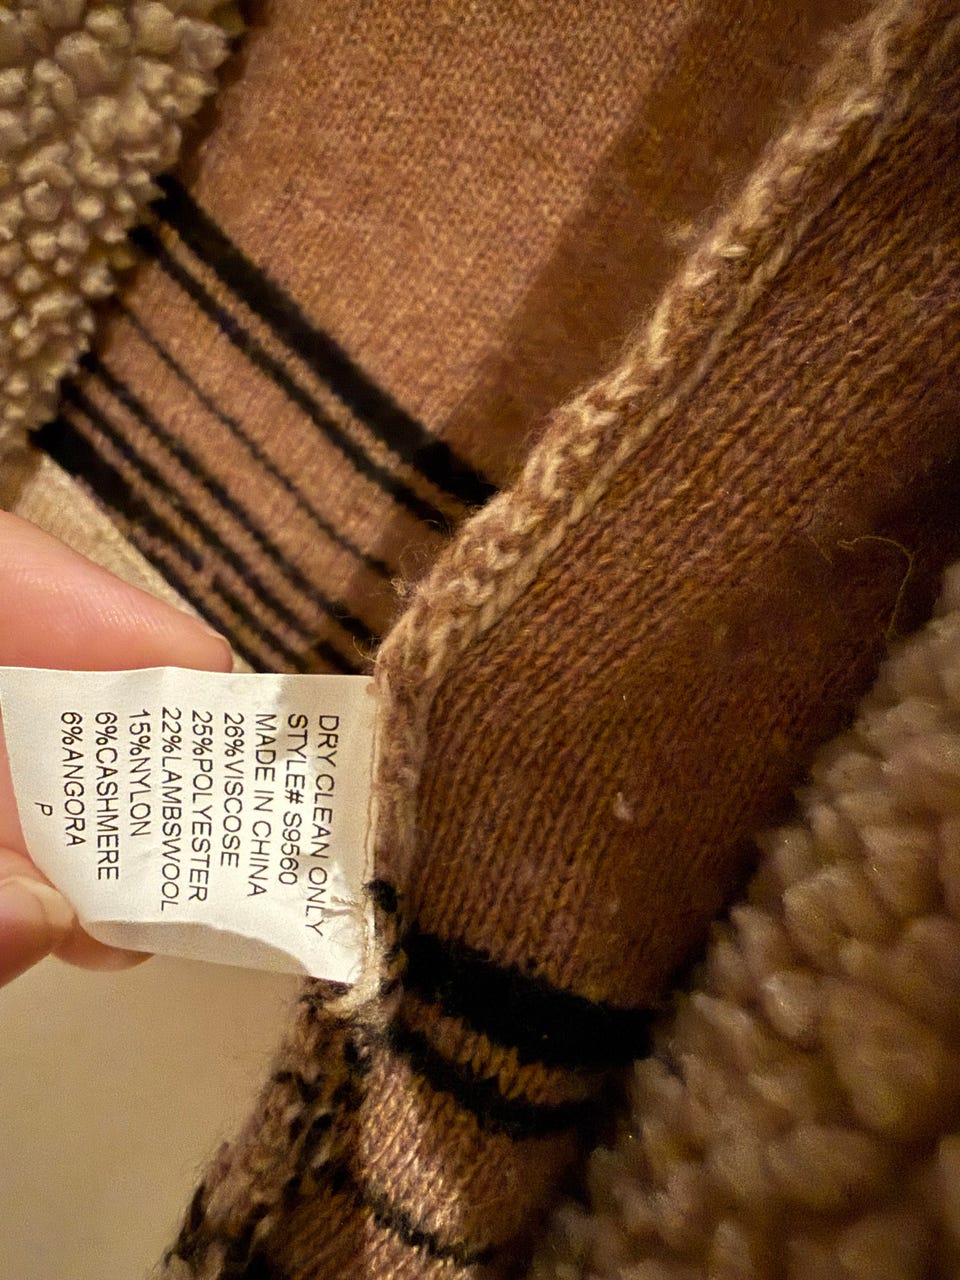 DRY CLEAN ONLY
STYLE# S9560
MADE IN CHINA
26%VISCOSE
25%POLYESTER
22%LAMBSWOOL
15%NYLON
6%CASHMERE
6%ANGORA
P